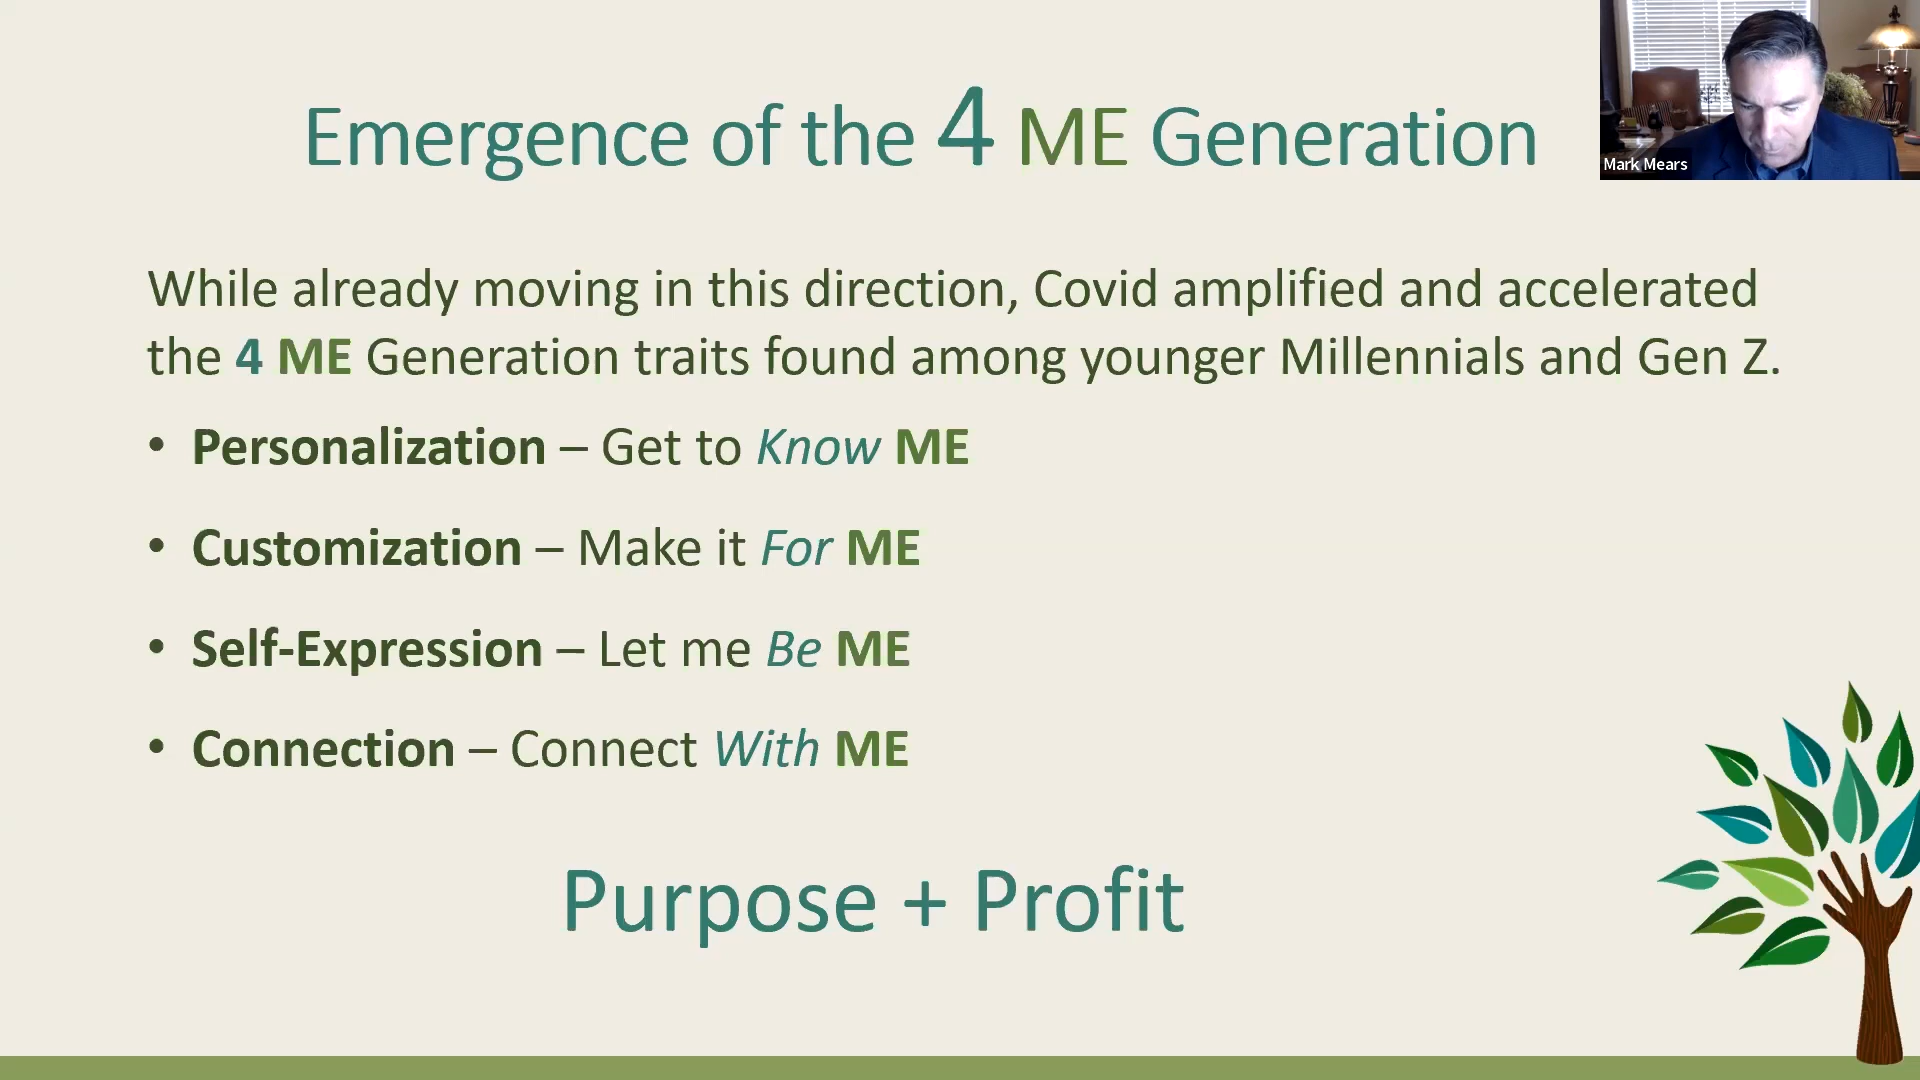 Emergence of the 4 ME Generation
Mark Mears
While already moving in this direction, Covid amplified and accelerated
the 4 ME Generation traits found among younger Millennials and Gen Z.
• Personalization – Get to Know ME
• Customization – Make it For ME
• Self-Expression – Let me Be ME
• Connection – Connect With ME
Purpose + Profit